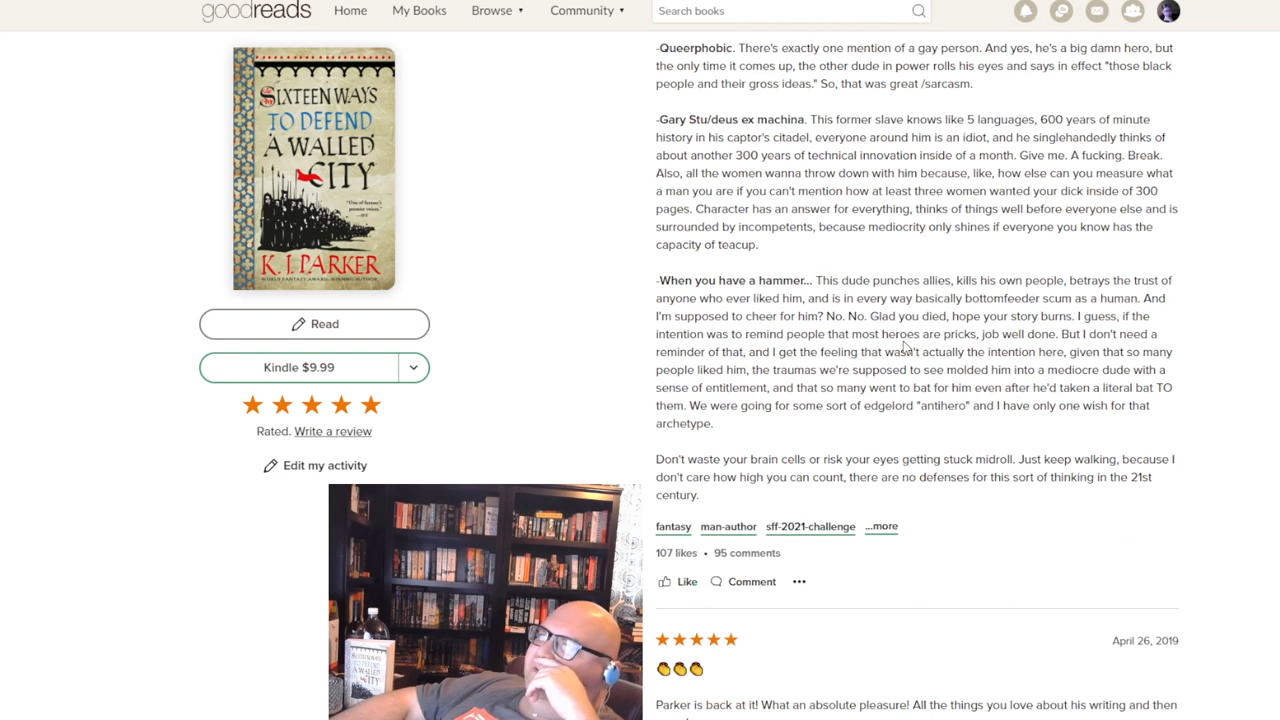 goodreads
Home My Books Browse Community
Search books
SIXTEEN WAYS
TO DEFEND
A WALLED
CITY
"One of fantasy's
premier voices."
K. J. PARKER
WORLD FANTASY AWARD-WINNING AUTHOR
Read
Kindle $9.99
Rated. Write a review
Edit my activity
-Queerphobic. There's exactly one mention of a gay person. And yes, he's a big damn hero, but
the only time it comes up, the other dude in power rolls his eyes and says in effect "those black
people and their gross ideas." So, that was great /sarcasm.
-Gary Stu/deus ex machina. This former slave knows like 5 languages, 600 years of minute
history in his captor's citadel, everyone around him is an idiot, and he singlehandedly thinks of
about another 300 years of technical innovation inside of a month. Give me. A fucking. Break.
Also, all the women wanna throw down with him because, like, how else can you measure what
a man you are if you can't mention how at least three women wanted your dick inside of 300
pages. Character has an answer for everything, thinks of things well before everyone else and is
surrounded by incompetents, because mediocrity only shines if everyone you know has the
capacity of teacup.
-When you have a hammer... This dude punches allies, kills his own people, betrays the trust of
anyone who ever liked him, and is in every way basically bottomfeeder scum as a human. And
I'm supposed to cheer for him? No. No. Glad you died, hope your story burns. I guess, if the
intention was to remind people that most heroes are pricks, job well done. But I don't need a
reminder of that, and I get the feeling that wasn't actually the intention here, given that so many
people liked him, the traumas we're supposed to see molded him into a mediocre dude with a
sense of entitlement, and that so many went to bat for him even after he'd taken a literal bat TO
them. We were going for some sort of edgelord "antihero" and I have only one wish for that
archetype.
Don't waste your brain cells or risk your eyes getting stuck midroll. Just keep walking, because I
don't care how high you can count, there are no defenses for this sort of thinking in the 21st
century.
fantasy man-author sff-2021-challenge ...more
107 likes • 95 comments
Like Comment
April 26, 2019
Parker is back at it! What an absolute pleasure! All the things you love about his writing and then
SIXTEEN WAYS
TO DEFEND
A WALLED
CITY